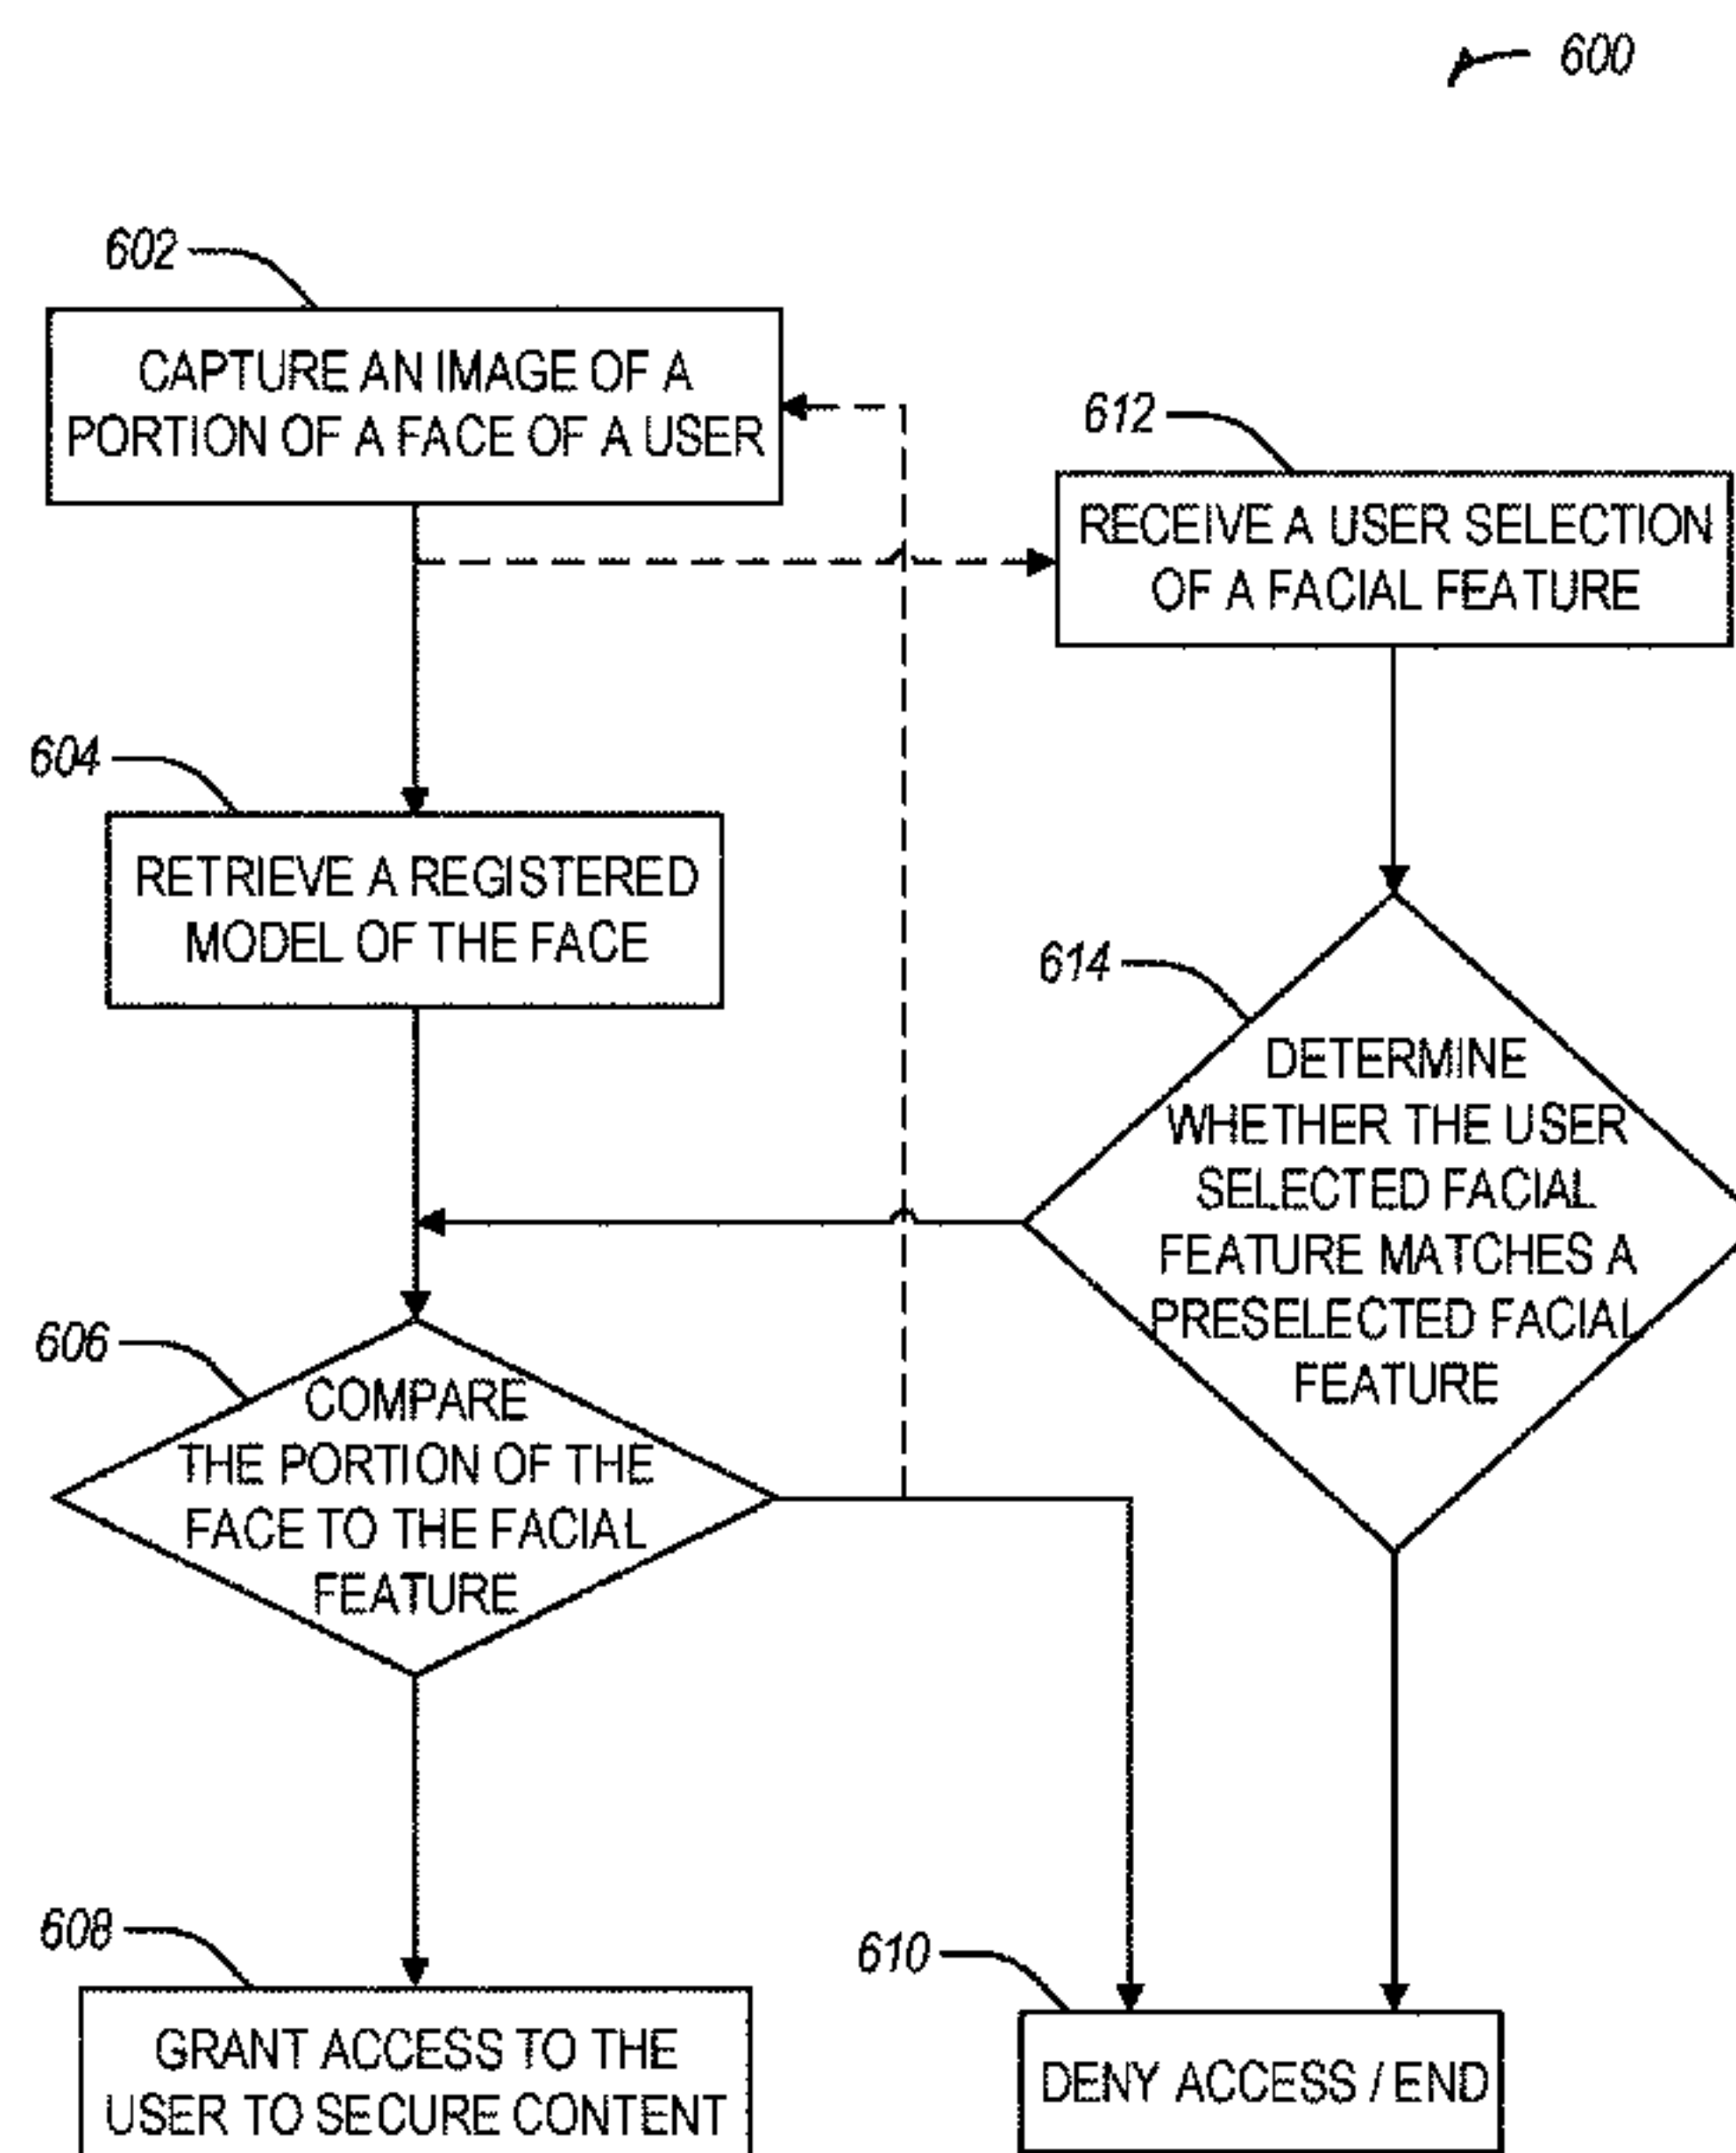 600
602
CAPTURE AN IMAGE OF A
PORTION OF A FACE OF A USER
612
RECEIVE A USER SELECTION
OF A FACIAL FEATURE
604
RETRIEVE A REGISTERED
MODEL OF THE FACE
614
DETERMINE
WHETHER THE USER
SELECTED FACIAL
FEATURE MATCHES A
PRESELECTED FACIAL
FEATURE
606
COMPARE
THE PORTION OF THE
FACE TO THE FACIAL
FEATURE
608
GRANT ACCESS TO THE
USER TO SECURE CONTENT
610
DENY ACCESS / END